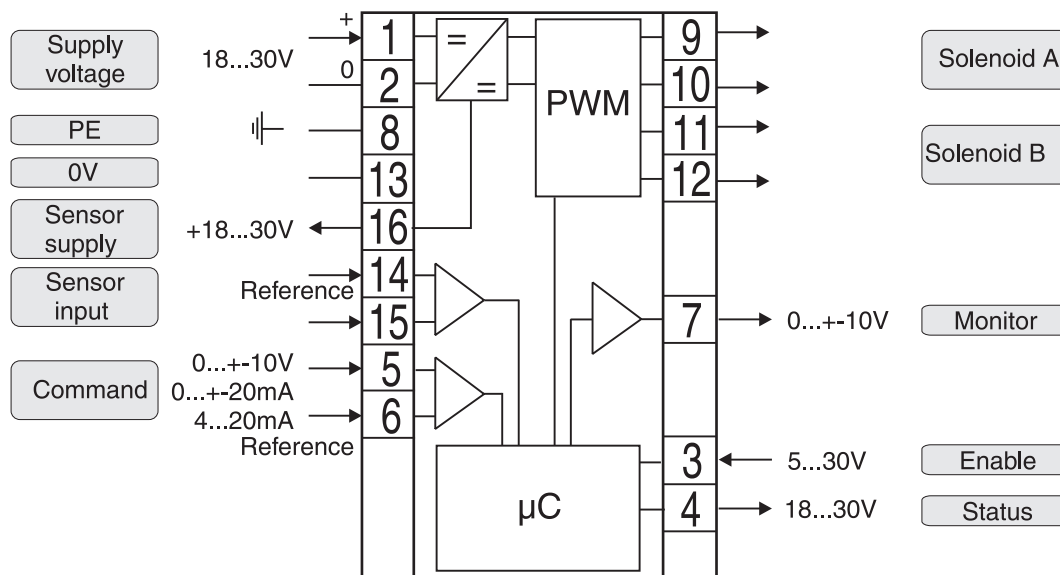 Supply
voltage
18...30V
+
0
1
2
=
=
PWM
9
10
11
12
Solenoid A
Solenoid B
PE
8
0V
13
Sensor
supply
+18...30V
16
Sensor
input
Reference
14
15
Command
0...+-10V
0...+-20mA
4...20mA
Reference
5
6
µC
7
0...+-10V
Monitor
3
5...30V
Enable
4
18...30V
Status